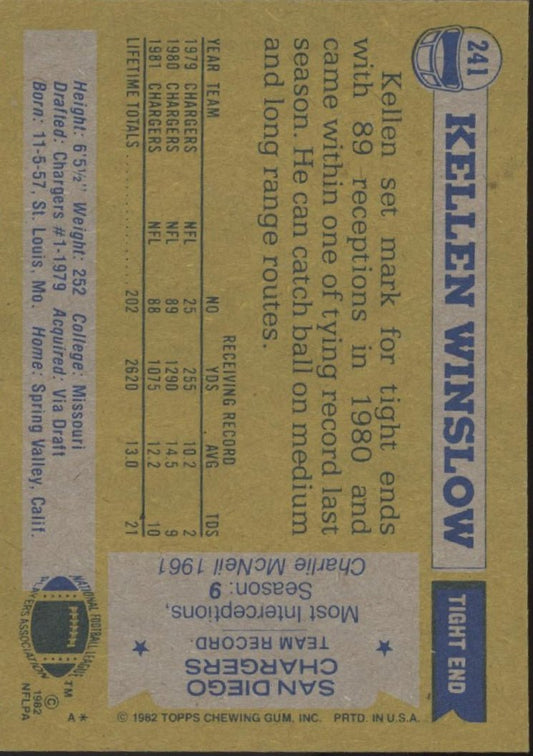 241
KELLEN WINSLOW
TIGHT END
Kellen set mark for tight ends
with 89 receptions in 1980 and
came within one of tying record last
season. He can catch ball on medium
and long range routes.
RECEIVING RECORD
YEAR TEAM NO YDS AVG TDS
1979 CHARGERS NFL 25 255 10.2 2
1980 CHARGERS NFL 89 1290 14.5 9
1981 CHARGERS NFL 88 1075 12.2 10
LIFETIME TOTALS .......... 202 2620 13.0 21
Height: 6'5½" Weight: 252 College: Missouri
Drafted: Chargers #1-1979 Acquired: Via Draft
Born: 11-5-57, St. Louis, Mo. Home: Spring Valley, Calif.
SAN DIEGO
CHARGERS
TEAM RECORD.
Most Interceptions,
Season: 9
Charlie McNeil 1961
NATIONAL FOOTBALL LEAGUE
PLAYERS ASSOCIATION
TM
© 1982
NFLPA
A*
© 1982 TOPPS CHEWING GUM, INC. PRTD. IN U.S.A.